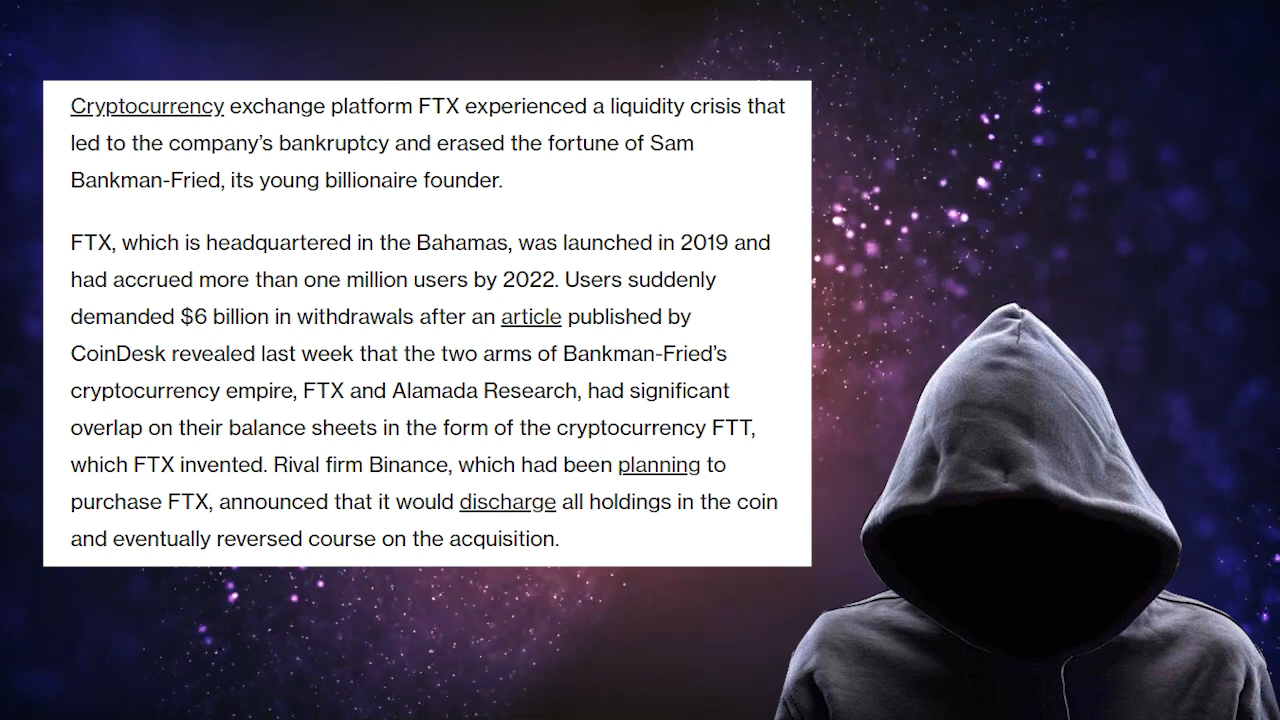 Cryptocurrency exchange platform FTX experienced a liquidity crisis that
led to the company’s bankruptcy and erased the fortune of Sam
Bankman-Fried, its young billionaire founder.
FTX, which is headquartered in the Bahamas, was launched in 2019 and
had accrued more than one million users by 2022. Users suddenly
demanded $6 billion in withdrawals after an article published by
CoinDesk revealed last week that the two arms of Bankman-Fried’s
cryptocurrency empire, FTX and Alamada Research, had significant
overlap on their balance sheets in the form of the cryptocurrency FTT,
which FTX invented. Rival firm Binance, which had been planning to
purchase FTX, announced that it would discharge all holdings in the coin
and eventually reversed course on the acquisition.